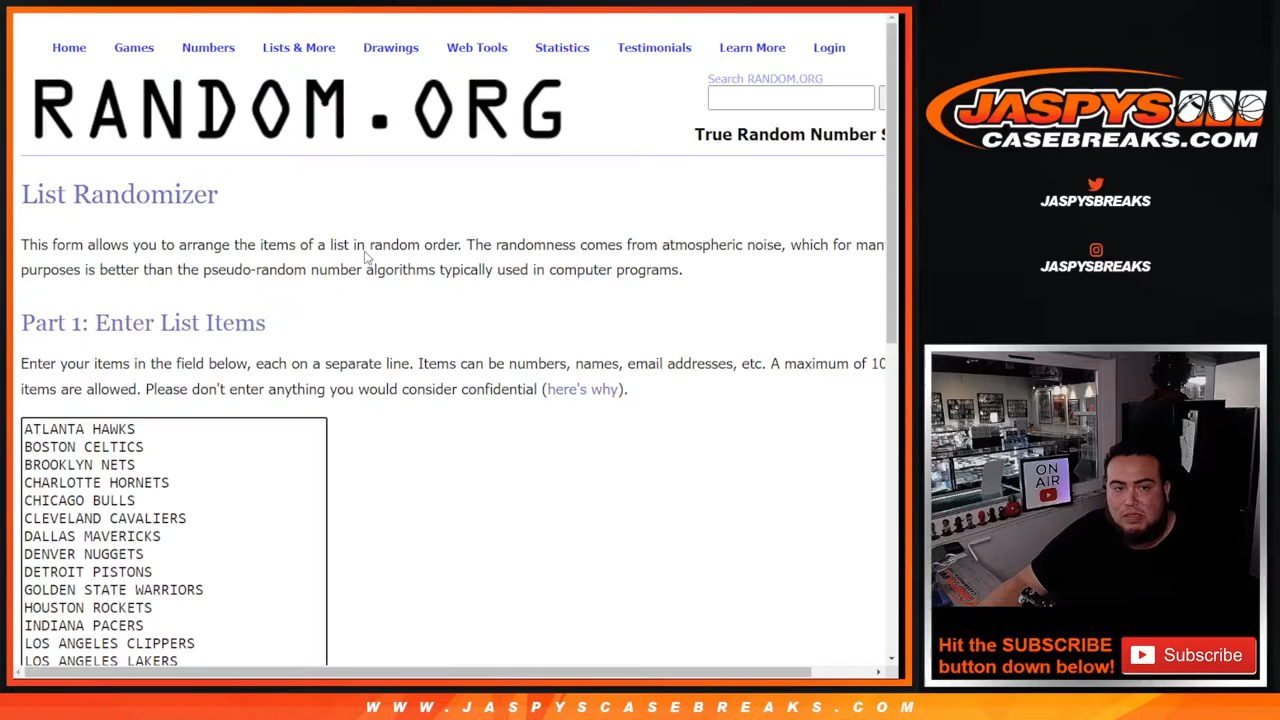 Home Games Numbers Lists & More Drawings Web Tools Statistics Testimonials Learn More Login
RANDOM.ORG
Search RANDOM.ORG
True Random Number S
List Randomizer
This form allows you to arrange the items of a list in random order. The randomness comes from atmospheric noise, which for man
purposes is better than the pseudo-random number algorithms typically used in computer programs.
Part 1: Enter List Items
Enter your items in the field below, each on a separate line. Items can be numbers, names, email addresses, etc. A maximum of 10
items are allowed. Please don't enter anything you would consider confidential (here's why).
ATLANTA HAWKS
BOSTON CELTICS
BROOKLYN NETS
CHARLOTTE HORNETS
CHICAGO BULLS
CLEVELAND CAVALIERS
DALLAS MAVERICKS
DENVER NUGGETS
DETROIT PISTONS
GOLDEN STATE WARRIORS
HOUSTON ROCKETS
INDIANA PACERS
LOS ANGELES CLIPPERS
LOS ANGELES LAKERS
JASPYS
CASEBREAKS.COM
JASPYSBREAKS
JASPYSBREAKS
ON
AIR
Hit the SUBSCRIBE
button down below!
Subscribe
WWW.JASPYSCASEBREAKS.COM